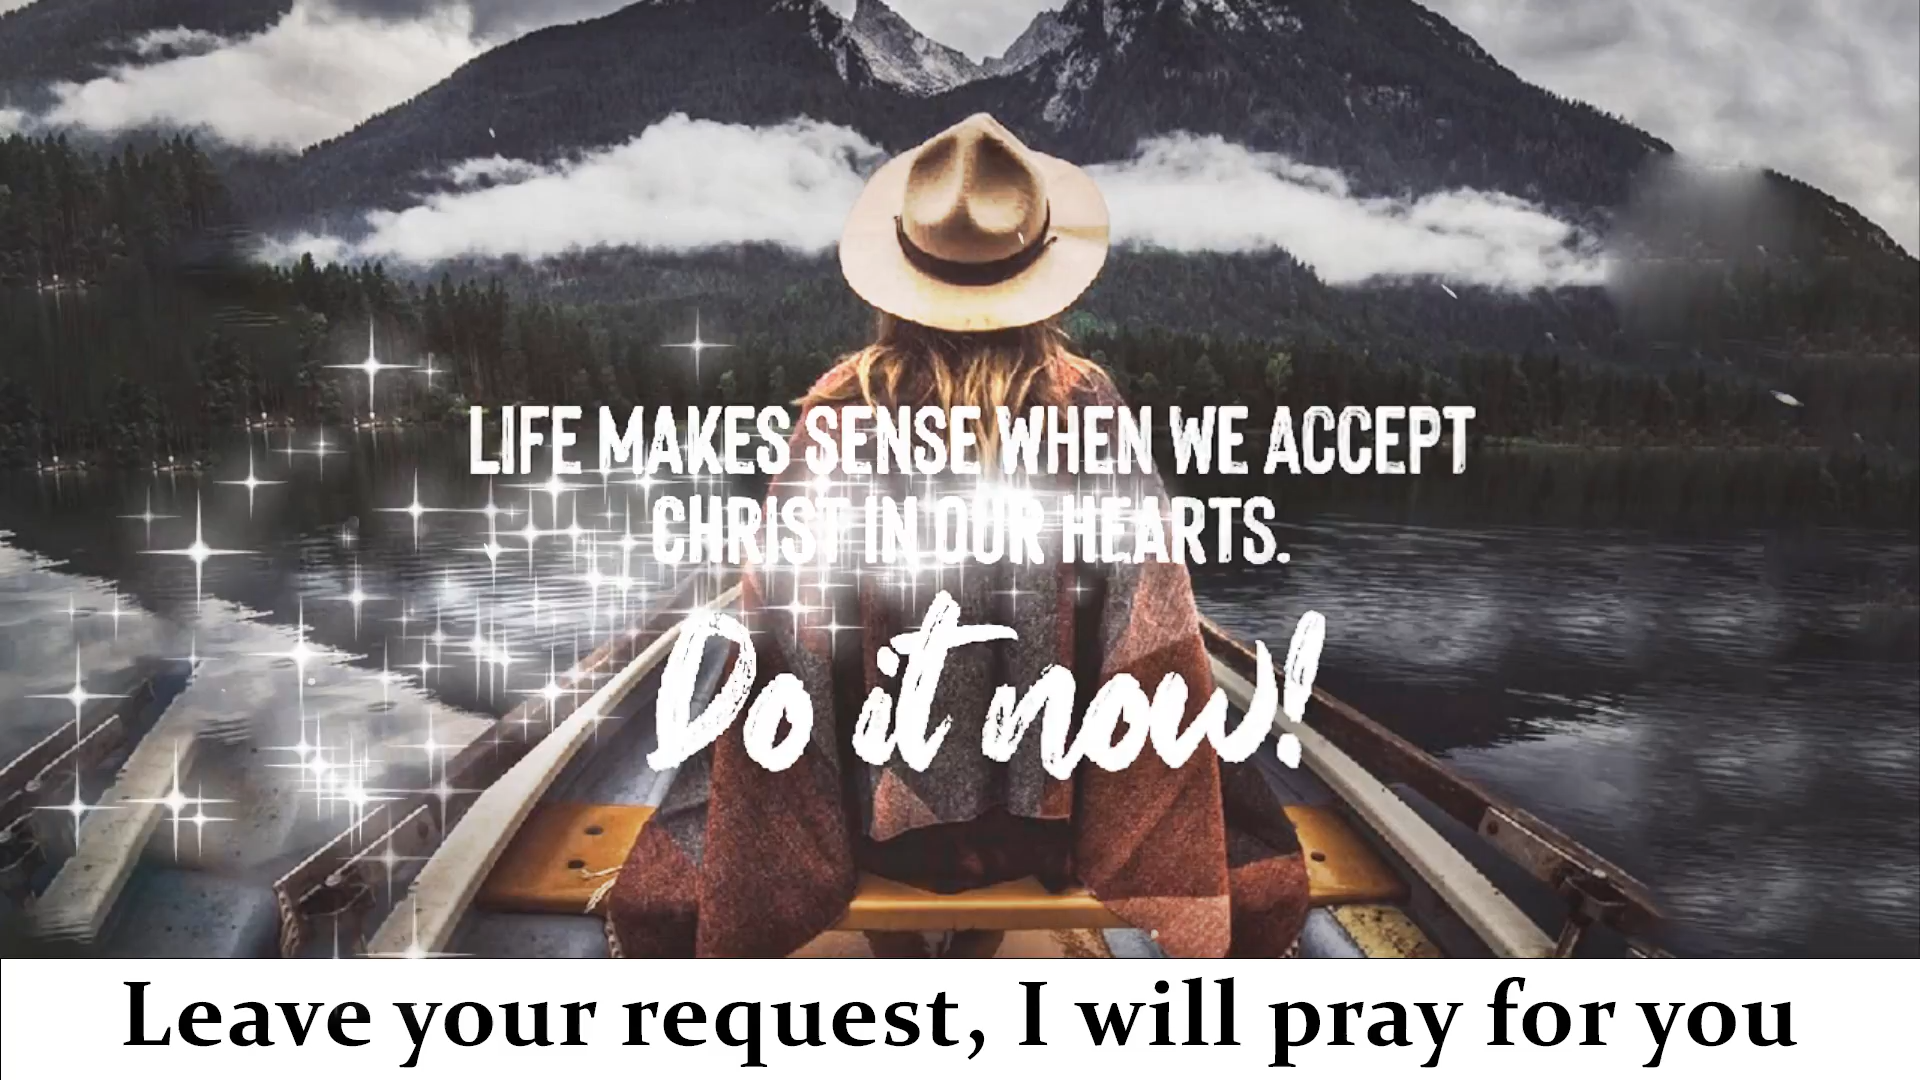 LIFE MAKES SENSE WHEN WE ACCEPT
CHRIST IN OUR HEARTS.
Do it now!
Leave your request, I will pray for you